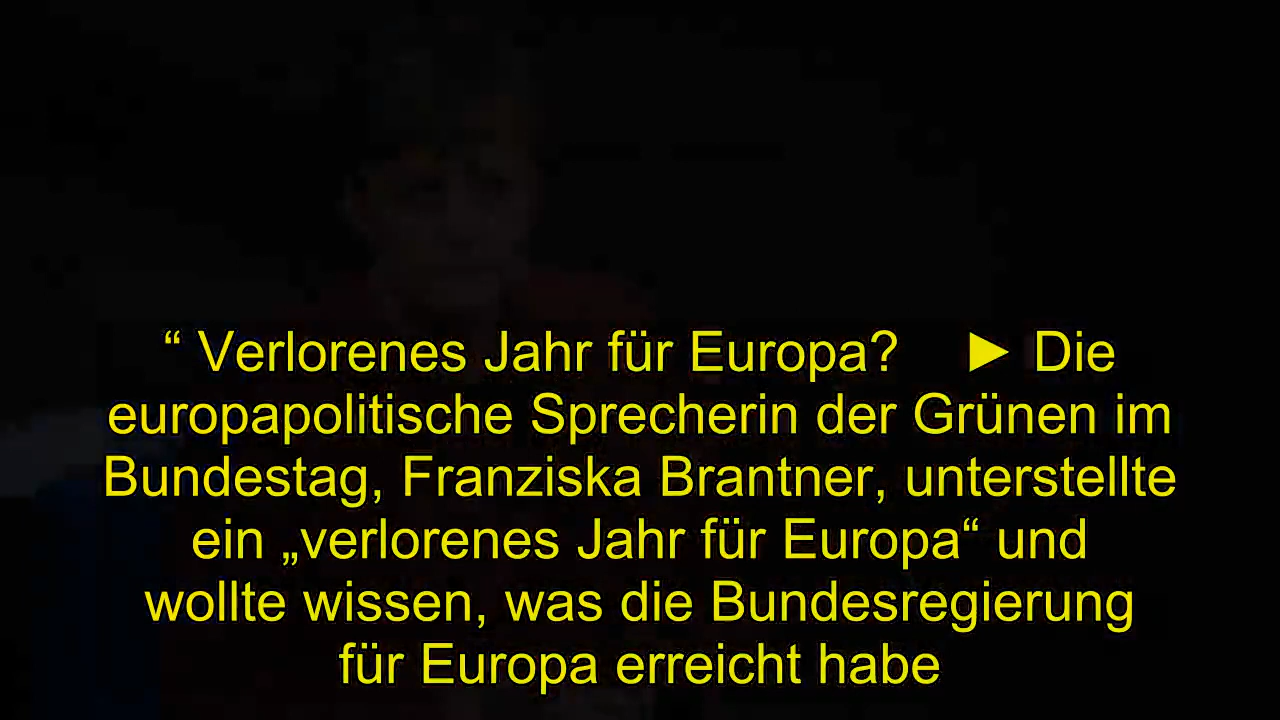 “ Verlorenes Jahr für Europa? ► Die
europapolitische Sprecherin der Grünen im
Bundestag, Franziska Brantner, unterstellte
ein „verlorenes Jahr für Europa“ und
wollte wissen, was die Bundesregierung
für Europa erreicht habe